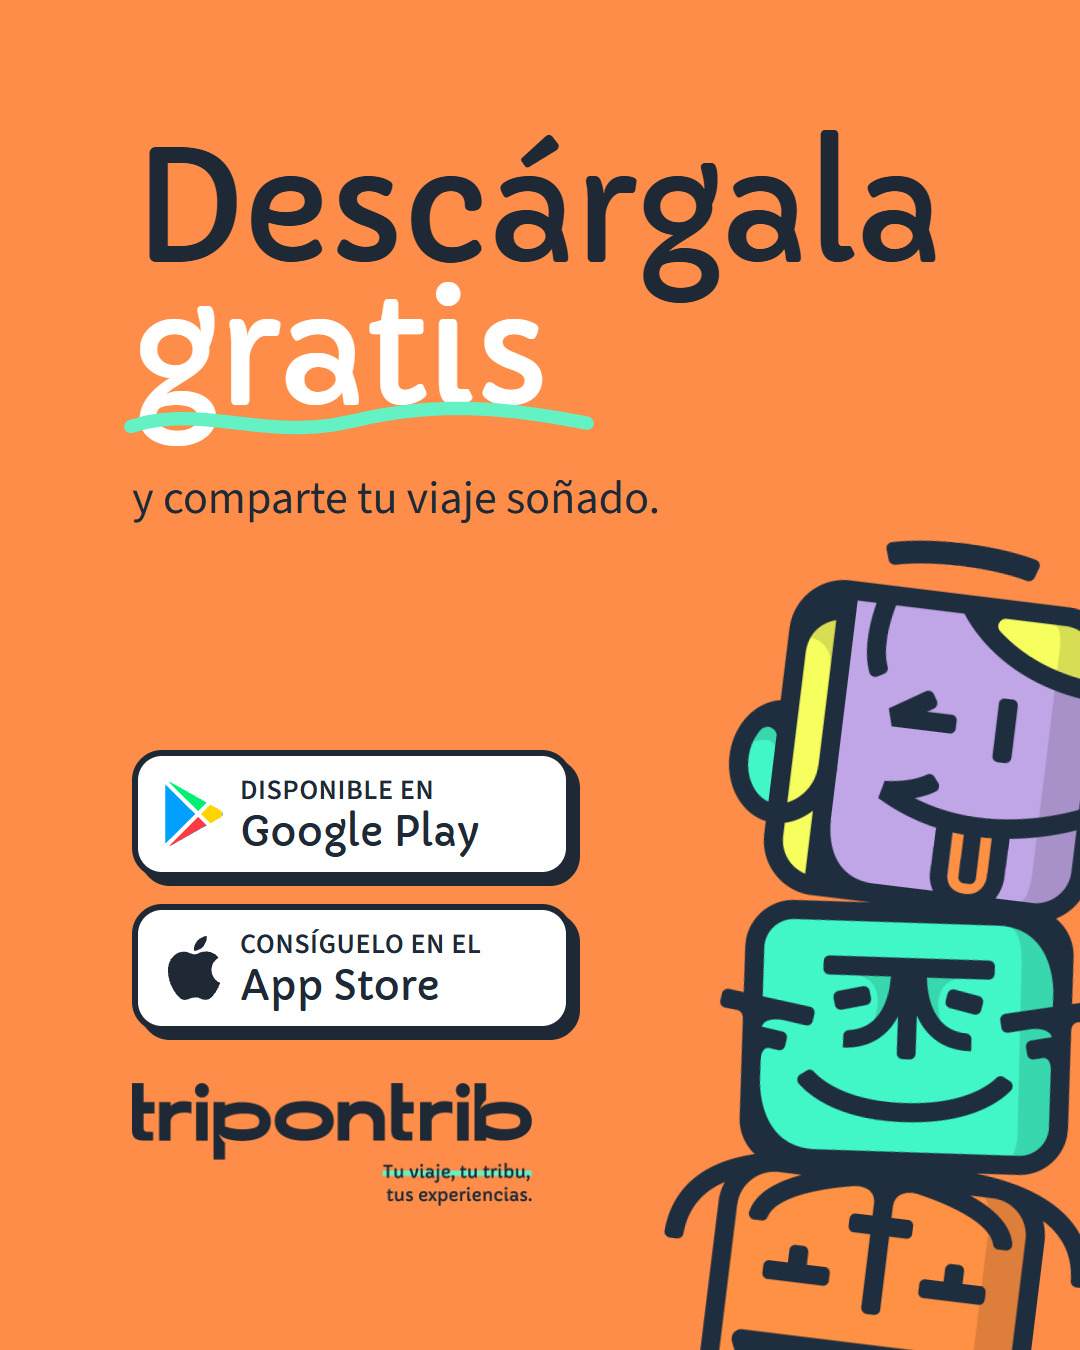 Descárgala
gratis
y comparte tu viaje soñado.
DISPONIBLE EN
Google Play
CONSÍGUELO EN EL
App Store
tripontrib
Tu viaje, tu tribu,
tus experiencias.